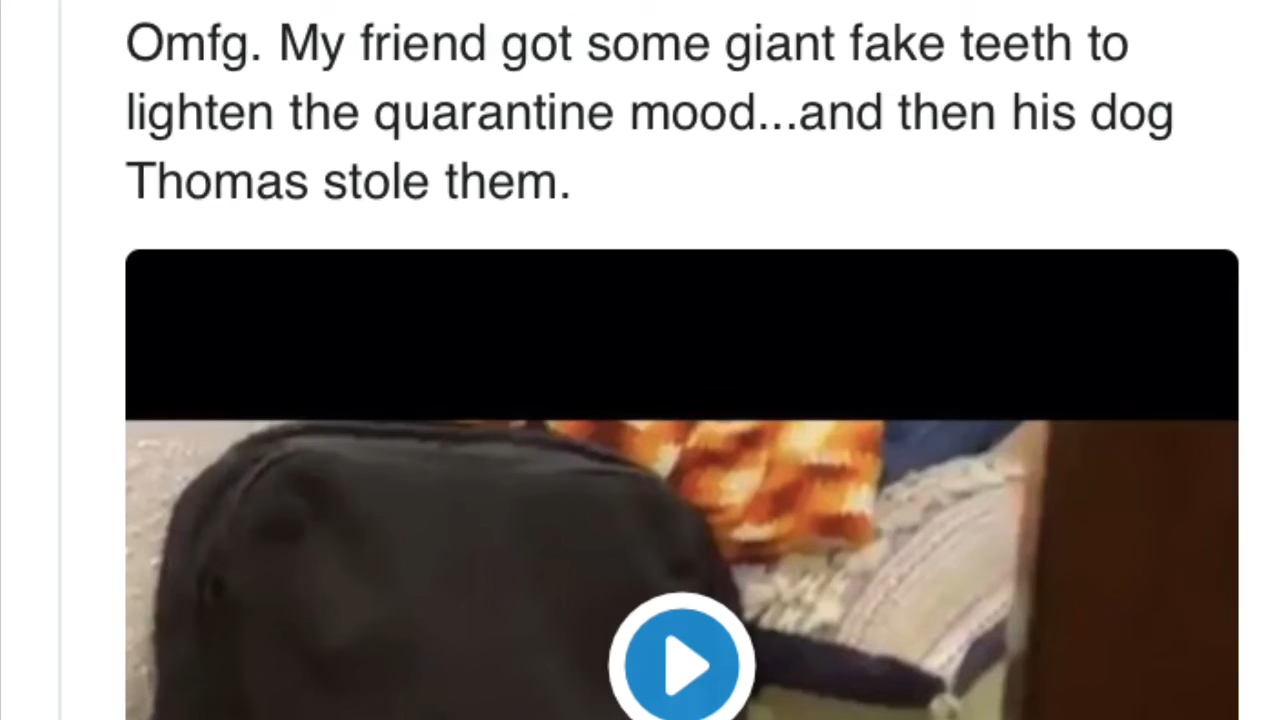 Omfg. My friend got some giant fake teeth to
lighten the quarantine mood...and then his dog
Thomas stole them.